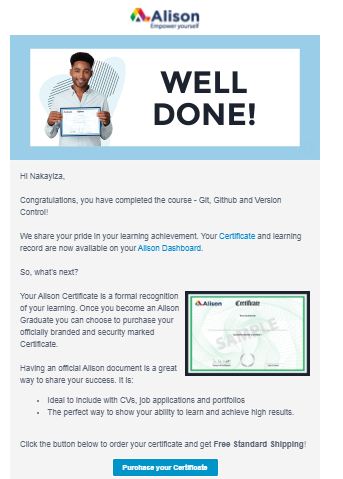 Alison
Empower yourself
WELL
DONE!
Hi Nakayiza,
Congratulations, you have completed the course - Git, Github and Version
Control!
We share your pride in your learning achievement. Your Certificate and learning
record are now available on your Alison Dashboard.
So, what's next?
Your Alison Certificate is a formal recognition
of your learning. Once you become an Alison
Graduate you can choose to purchase your
officially branded and security marked
Certificate.
Alison Certificate
SAMPLE
Having an official Alison document is a great
way to share your success. It is:
• Ideal to include with CVs, job applications and portfolios
• The perfect way to show your ability to learn and achieve high results.
Click the button below to order your certificate and get Free Standard Shipping!
Purchase your Certificate